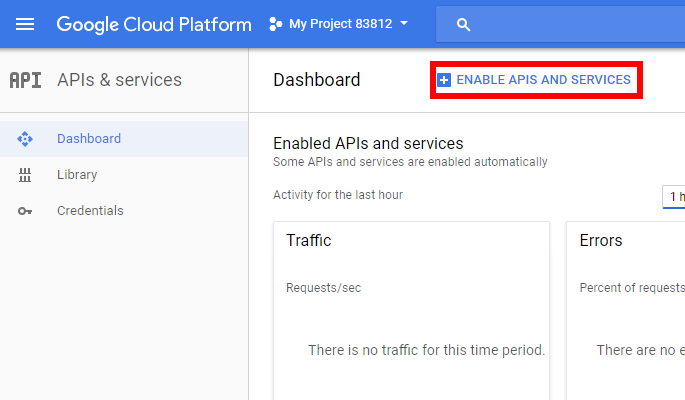 Google Cloud Platform
My Project 83812
API APIs & services
Dashboard
ENABLE APIS AND SERVICES
Dashboard
Library
Credentials
Enabled APIs and services
Some APIs and services are enabled automatically
Activity for the last hour
1 h
Traffic
Requests/sec
There is no traffic for this time period.
Errors
Percent of requests
There are no e